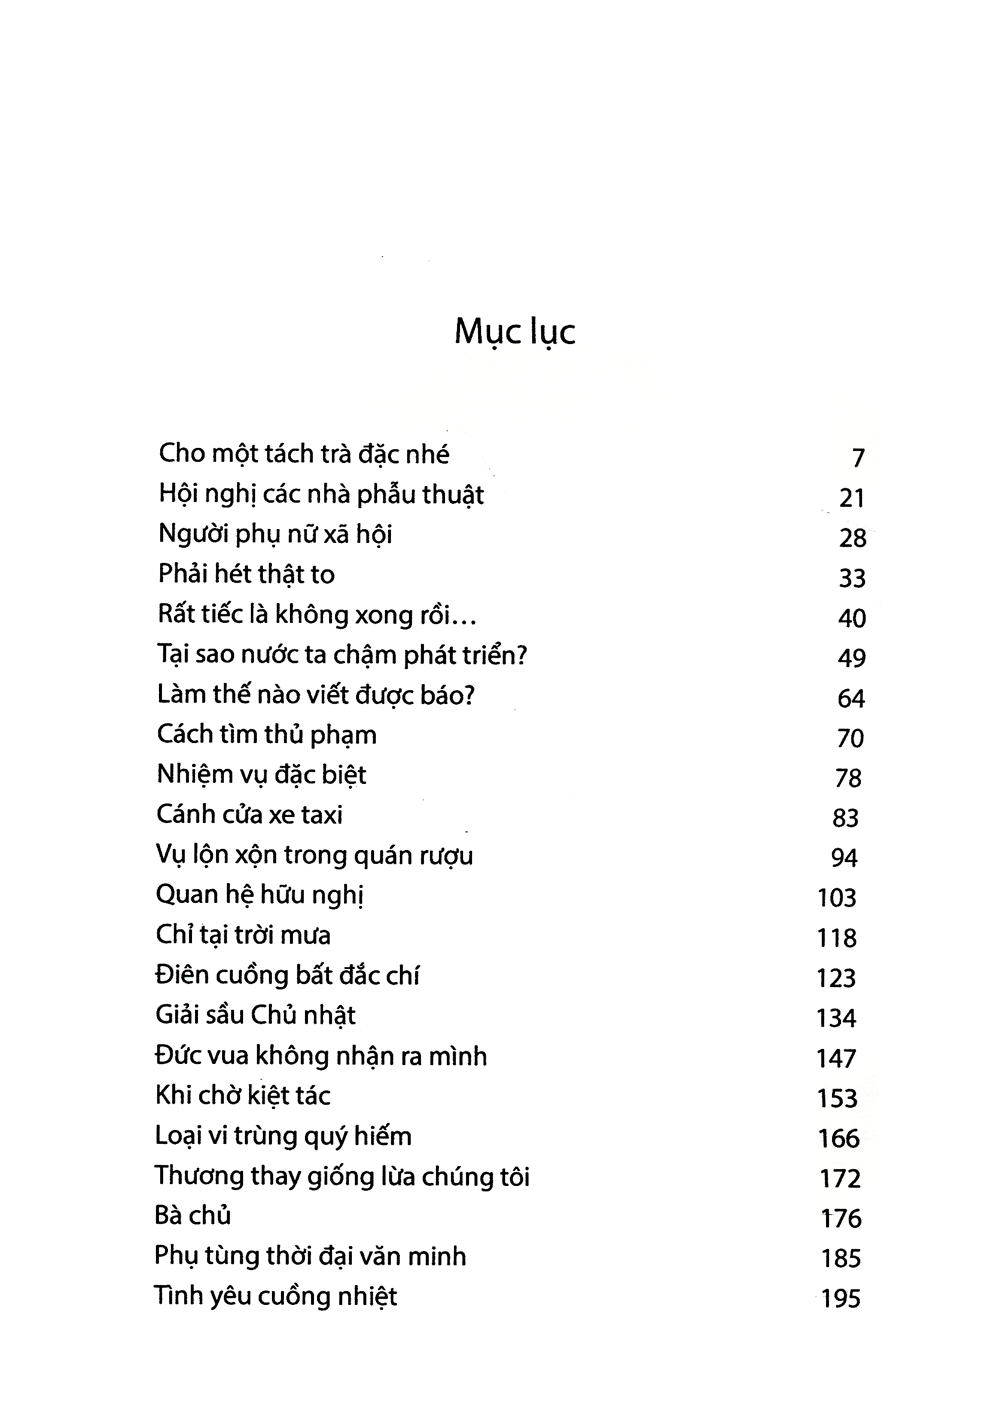 Mục lục
Cho một tách trà đặc nhé 7
Hội nghị các nhà phẫu thuật 21
Người phụ nữ xã hội 28
Phải hét thật to 33
Rất tiếc là không xong rồi... 40
Tại sao nước ta chậm phát triển? 49
Làm thế nào viết được báo? 64
Cách tìm thủ phạm 70
Nhiệm vụ đặc biệt 78
Cánh cửa xe taxi 83
Vụ lộn xộn trong quán rượu 94
Quan hệ hữu nghị 103
Chỉ tại trời mưa 118
Điên cuồng bất đắc chí 123
Giải sầu Chủ nhật 134
Đức vua không nhận ra mình 147
Khi chờ kiệt tác 153
Loại vi trùng quý hiếm 166
Thương thay giống lừa chúng tôi 172
Bà chủ 176
Phụ tùng thời đại văn minh 185
Tình yêu cuồng nhiệt 195